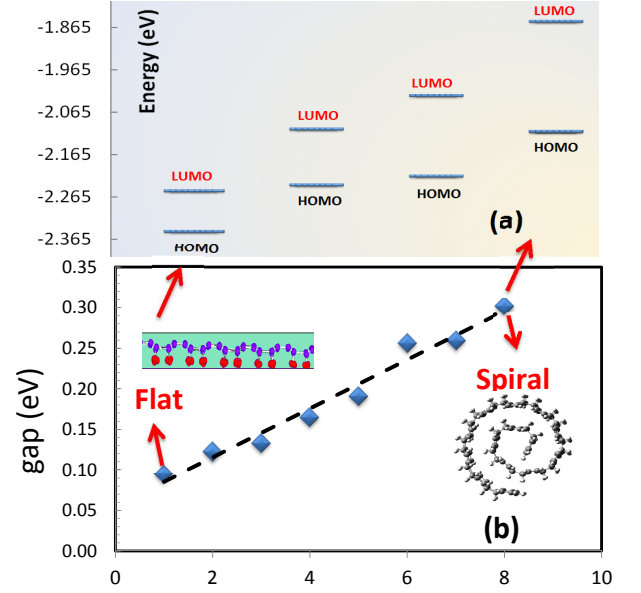 Energy (eV)
-1.865
-1.965
-2.065
-2.165
-2.265
-2.365
LUMO
LUMO
LUMO
LUMO
HOMO
HOMO
HOMO
HOMO
(a)
gap (eV)
0.35
0.30
0.25
0.20
0.15
0.10
0.05
0.00
Flat
Spiral
(b)
0 2 4 6 8 10